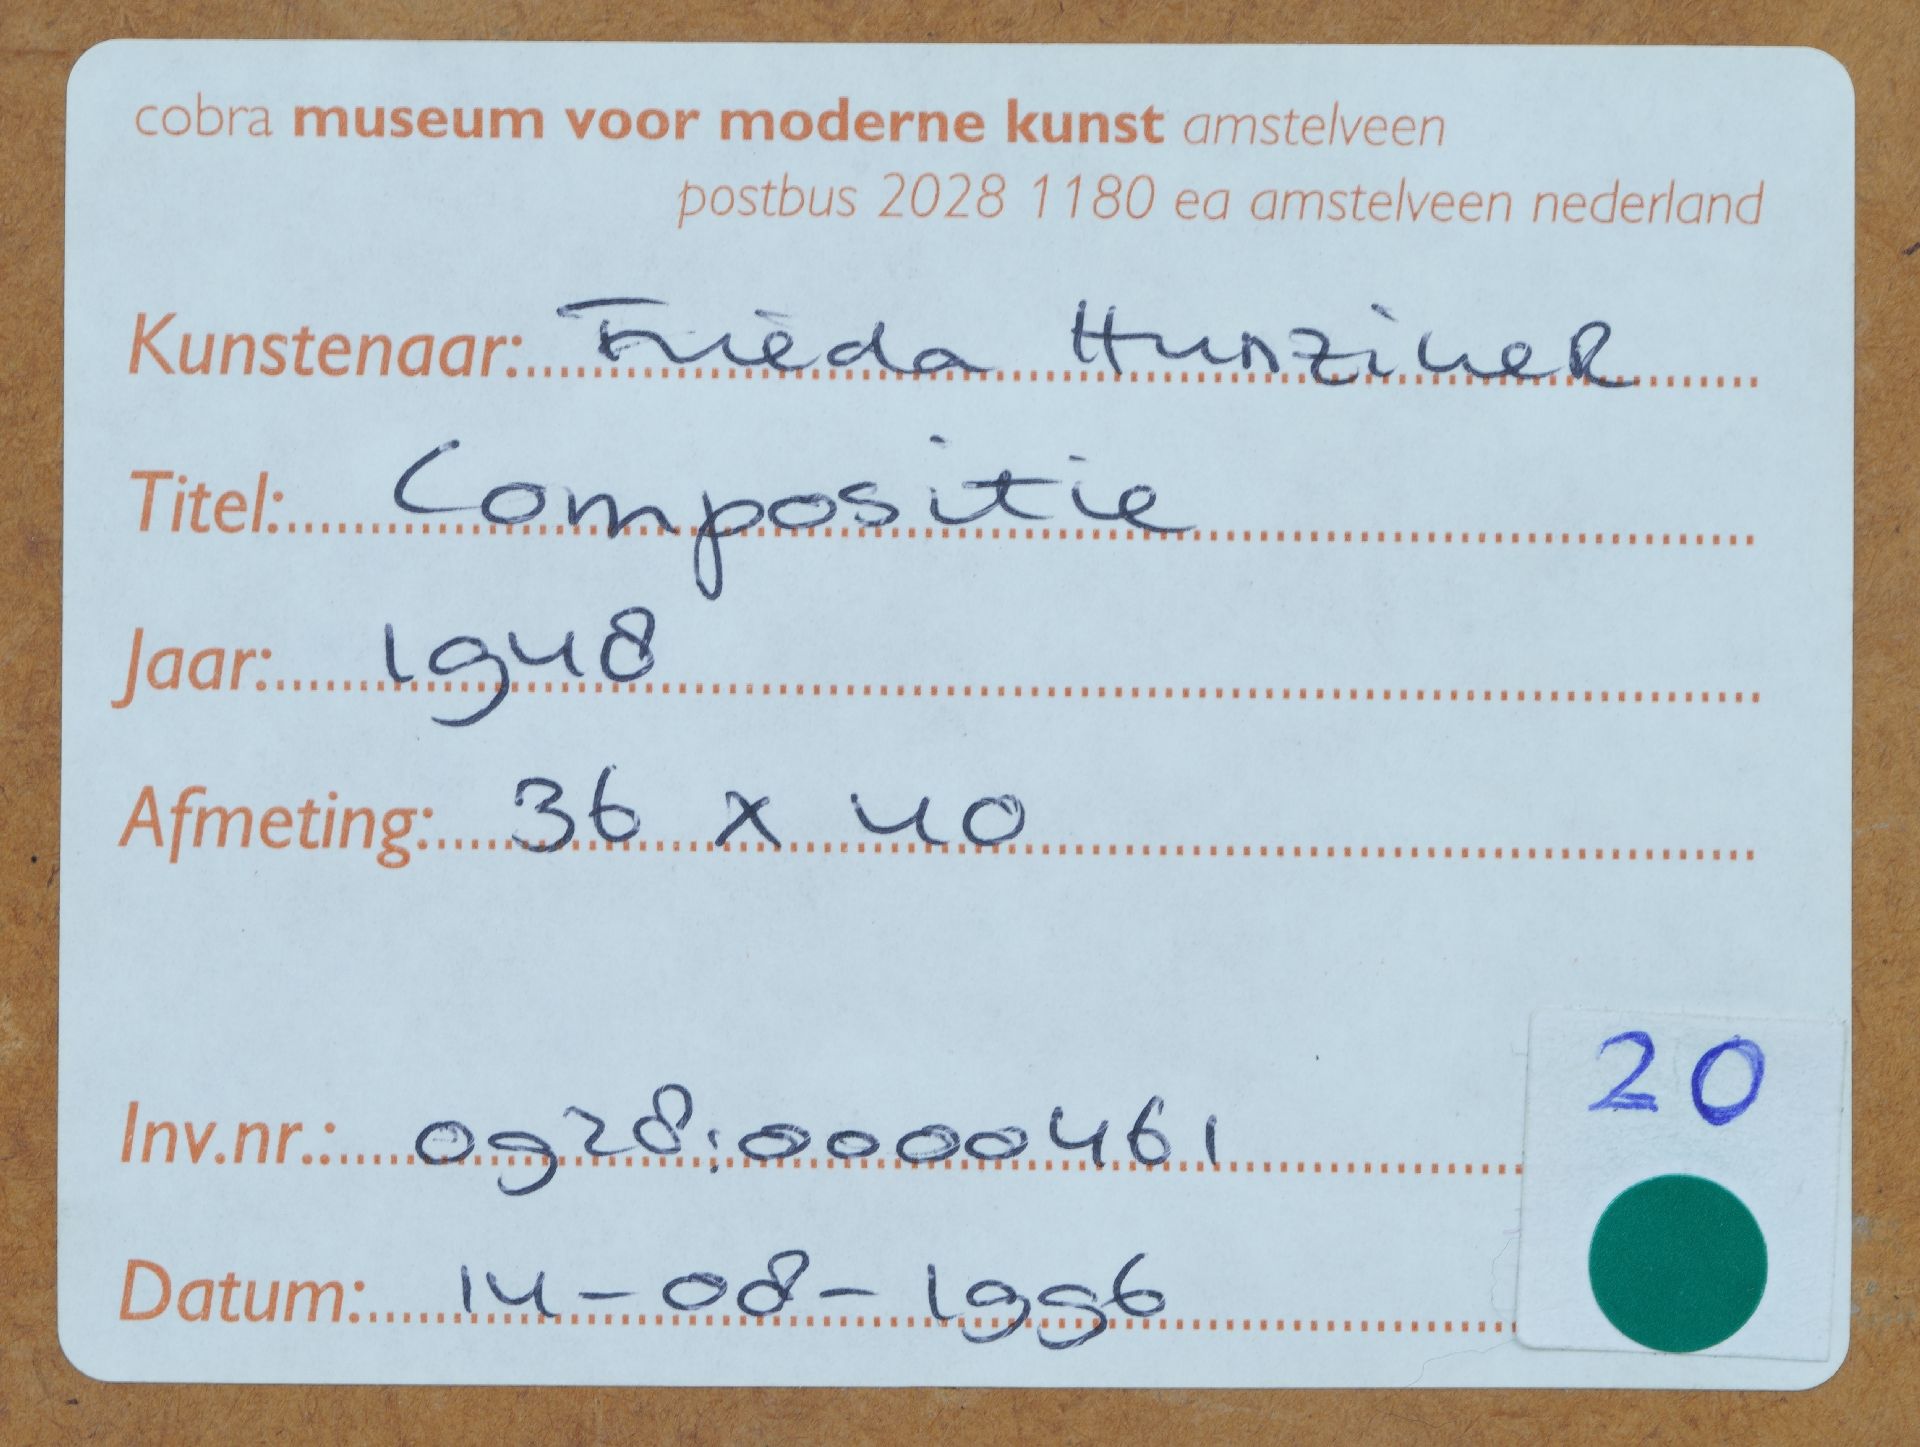 cobra museum voor moderne kunst amstelveen
postbus 2028 1180 ea amstelveen nederland
Kunstenaar: Frieda Hunziker
Titel: Compositie
Jaar: 1948
Afmeting: 36 x 40
20
Inv.nr.: 0928:0000461
Datum: 14-08-1996